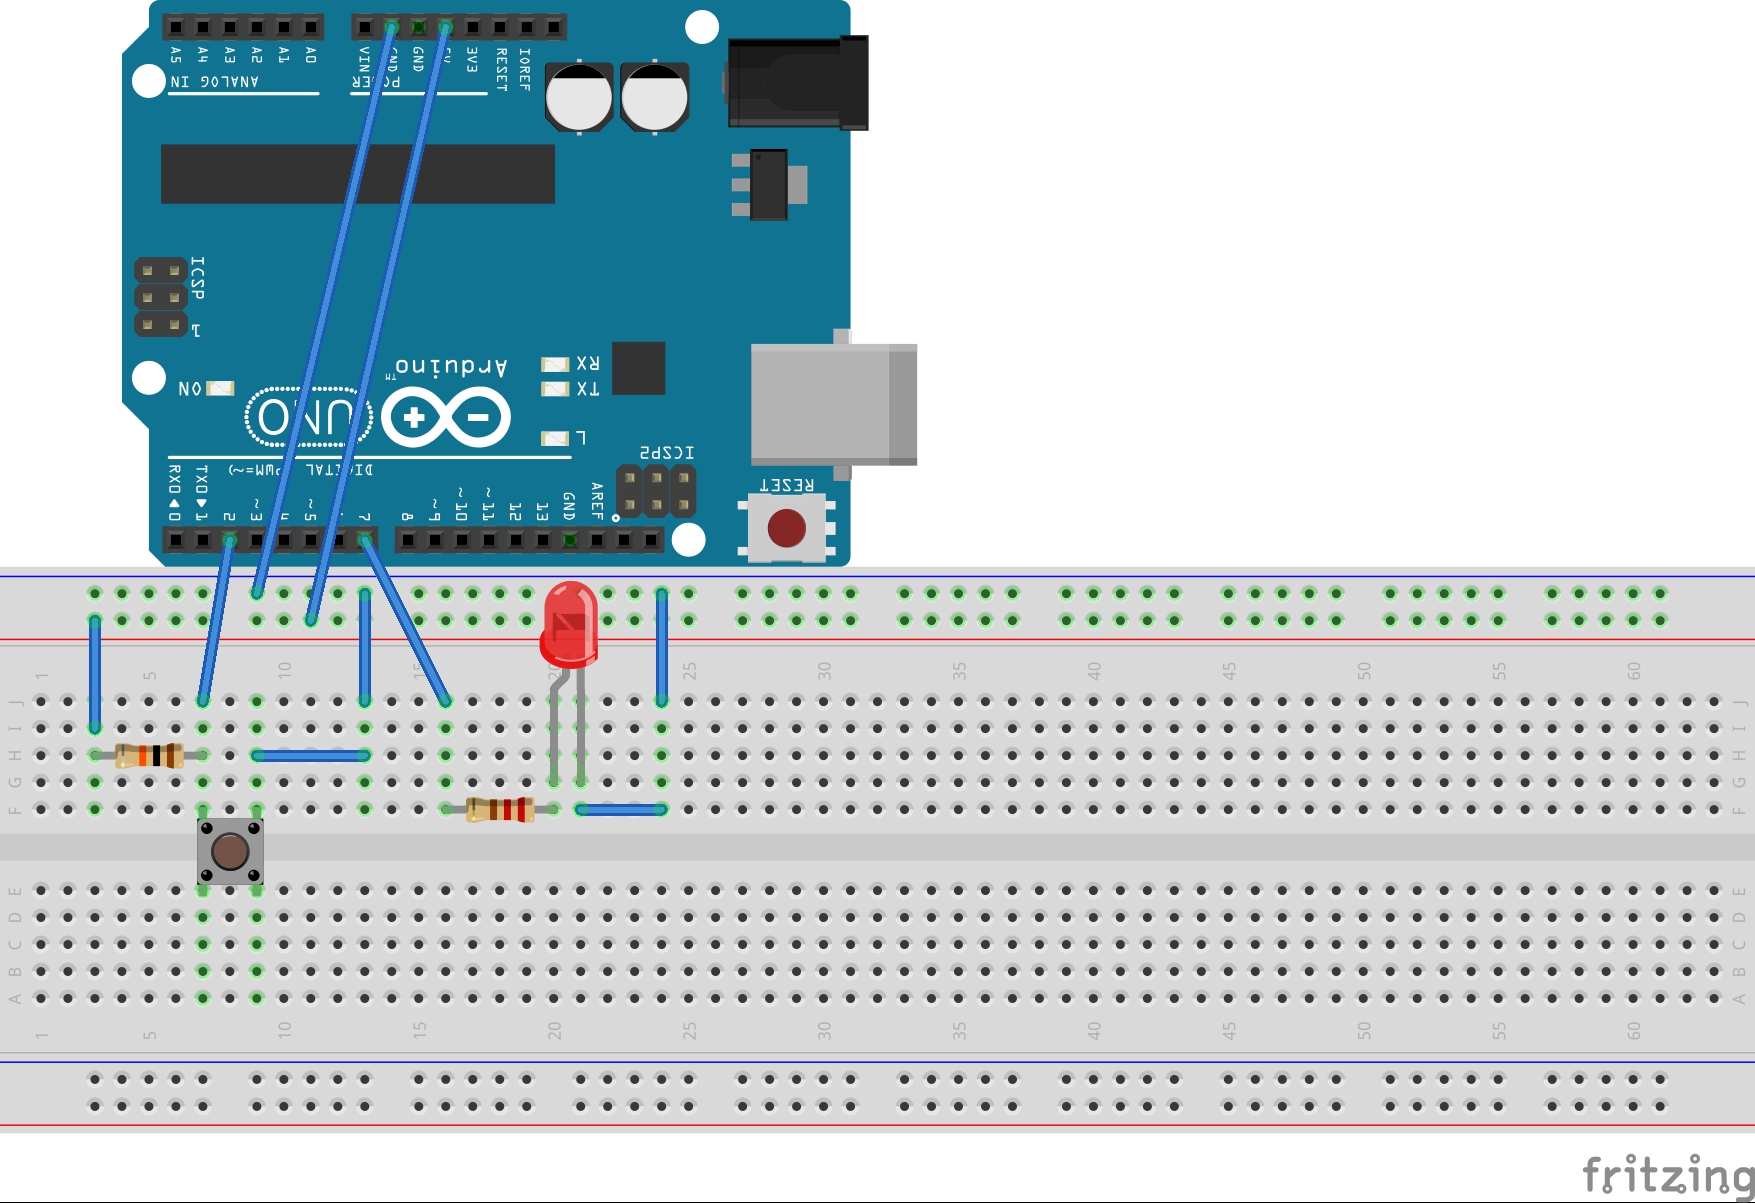 A5 A4 A3 A2 A1 A0
VIN GND GND 5V 3V3 RESET IOREF
ANALOG IN
POWER
ICSP
1
Arduino
TM
ON
UNO
RX
TX
L
DIGITAL (PWM=~)
ICSP2
RESET
RX0◀0 TX0▶1 2 ~3 4 ~5 7 8 ~9 ~10 ~11 12 13 GND AREF
1 5 10 15 20 25 30 35 40 45 50 55 60
J J
I I
H H
G G
F F
E E
D D
C C
B B
A A
1 5 10 15 20 25 30 35 40 45 50 55 60
fritzing